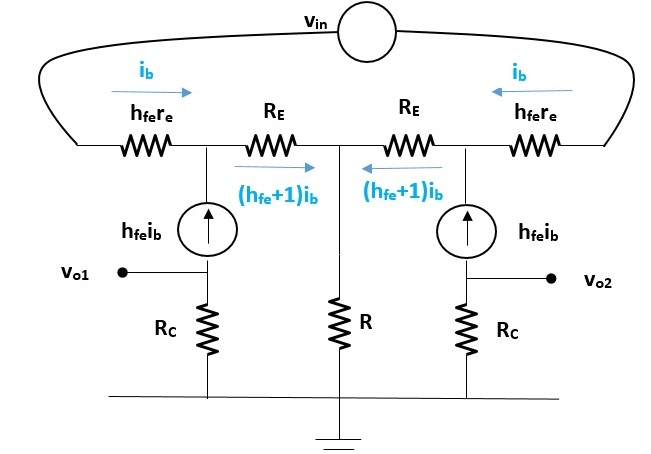 vin
ib
ib
hfere
RE
RE
hfere
(hfe+1)ib
(hfe+1)ib
hfeib
hfeib
vo1
vo2
RC
R
RC